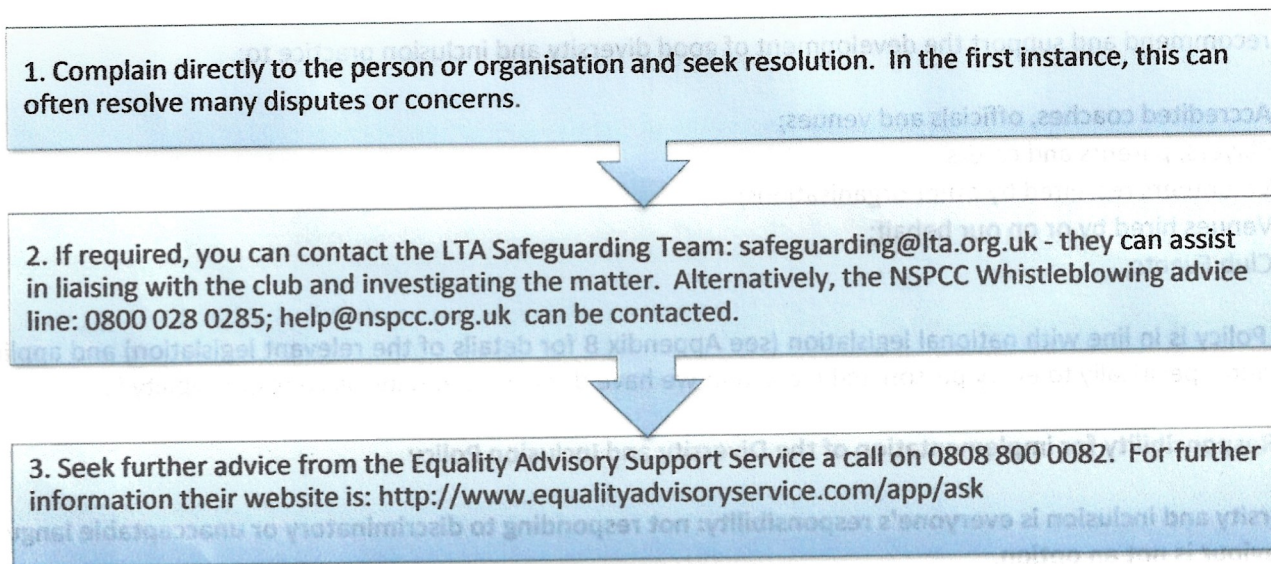 1. Complain directly to the person or organisation and seek resolution.  In the first instance, this can
often resolve many disputes or concerns.
2. If required, you can contact the LTA Safeguarding Team: safeguarding@lta.org.uk - they can assist
in liaising with the club and investigating the matter.  Alternatively, the NSPCC Whistleblowing advice
line: 0800 028 0285; help@nspcc.org.uk  can be contacted.
3. Seek further advice from the Equality Advisory Support Service a call on 0808 800 0082.  For further
information their website is: http://www.equalityadvisoryservice.com/app/ask